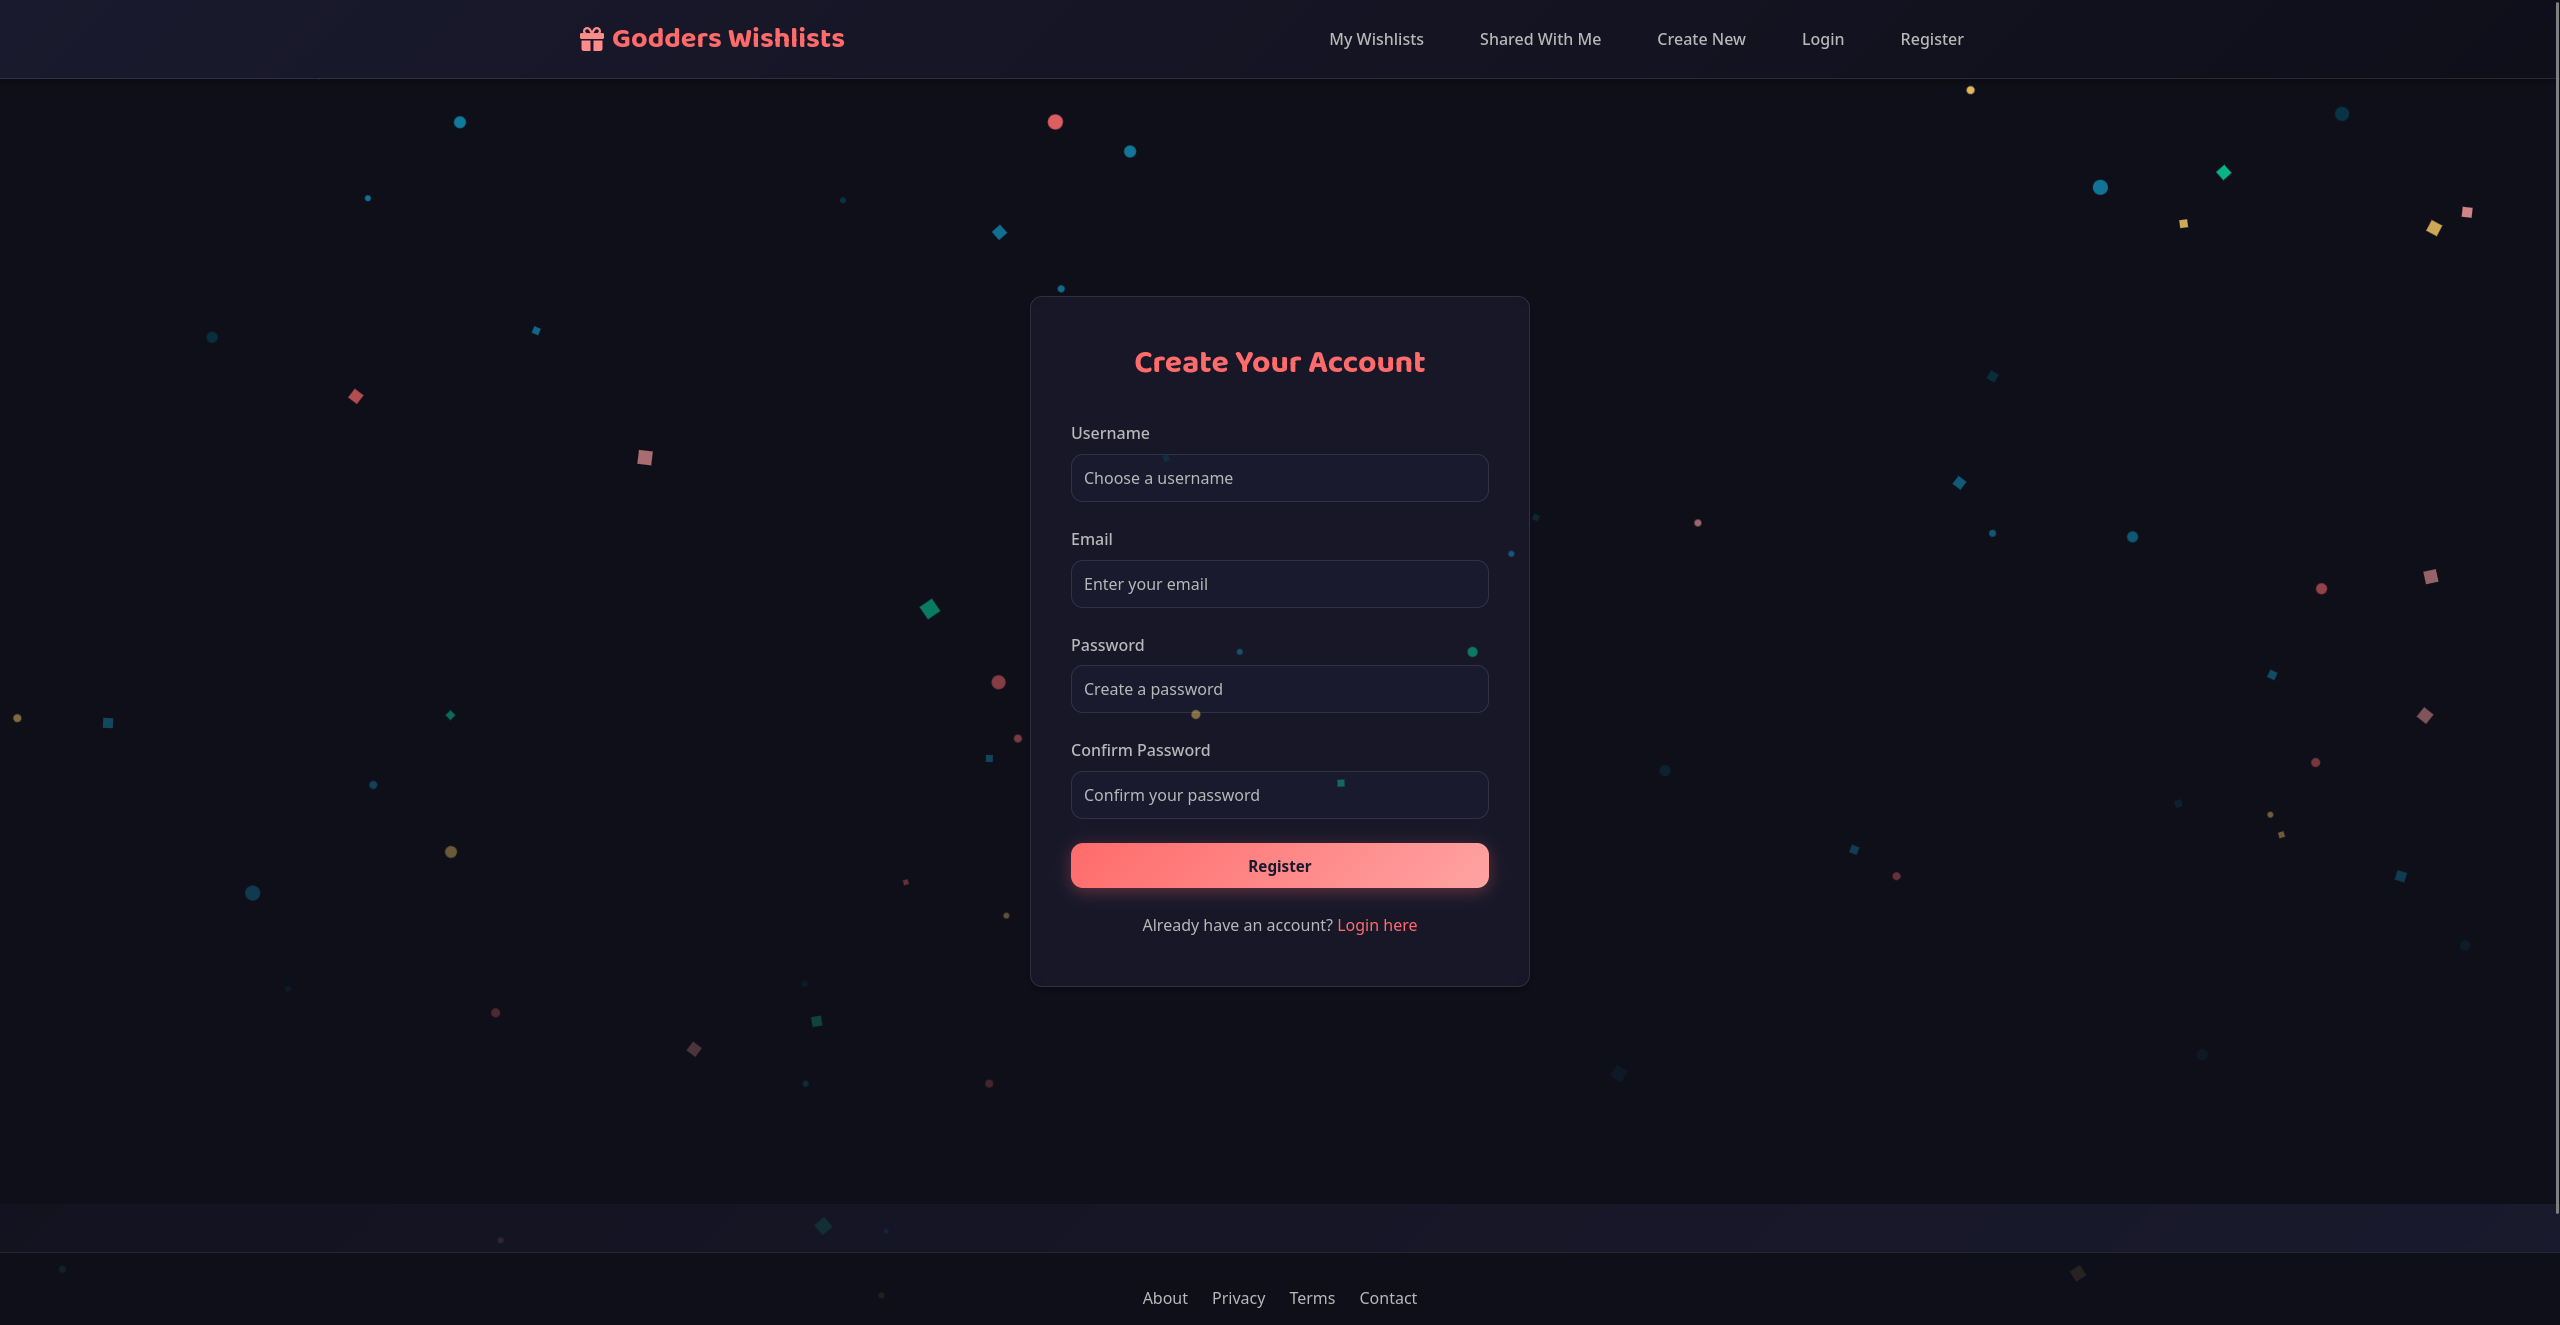 Godders Wishlists
My Wishlists Shared With Me Create New Login Register
Create Your Account
Username
Choose a username
Email
Enter your email
Password
Create a password
Confirm Password
Confirm your password
Register
Already have an account? Login here
About Privacy Terms Contact